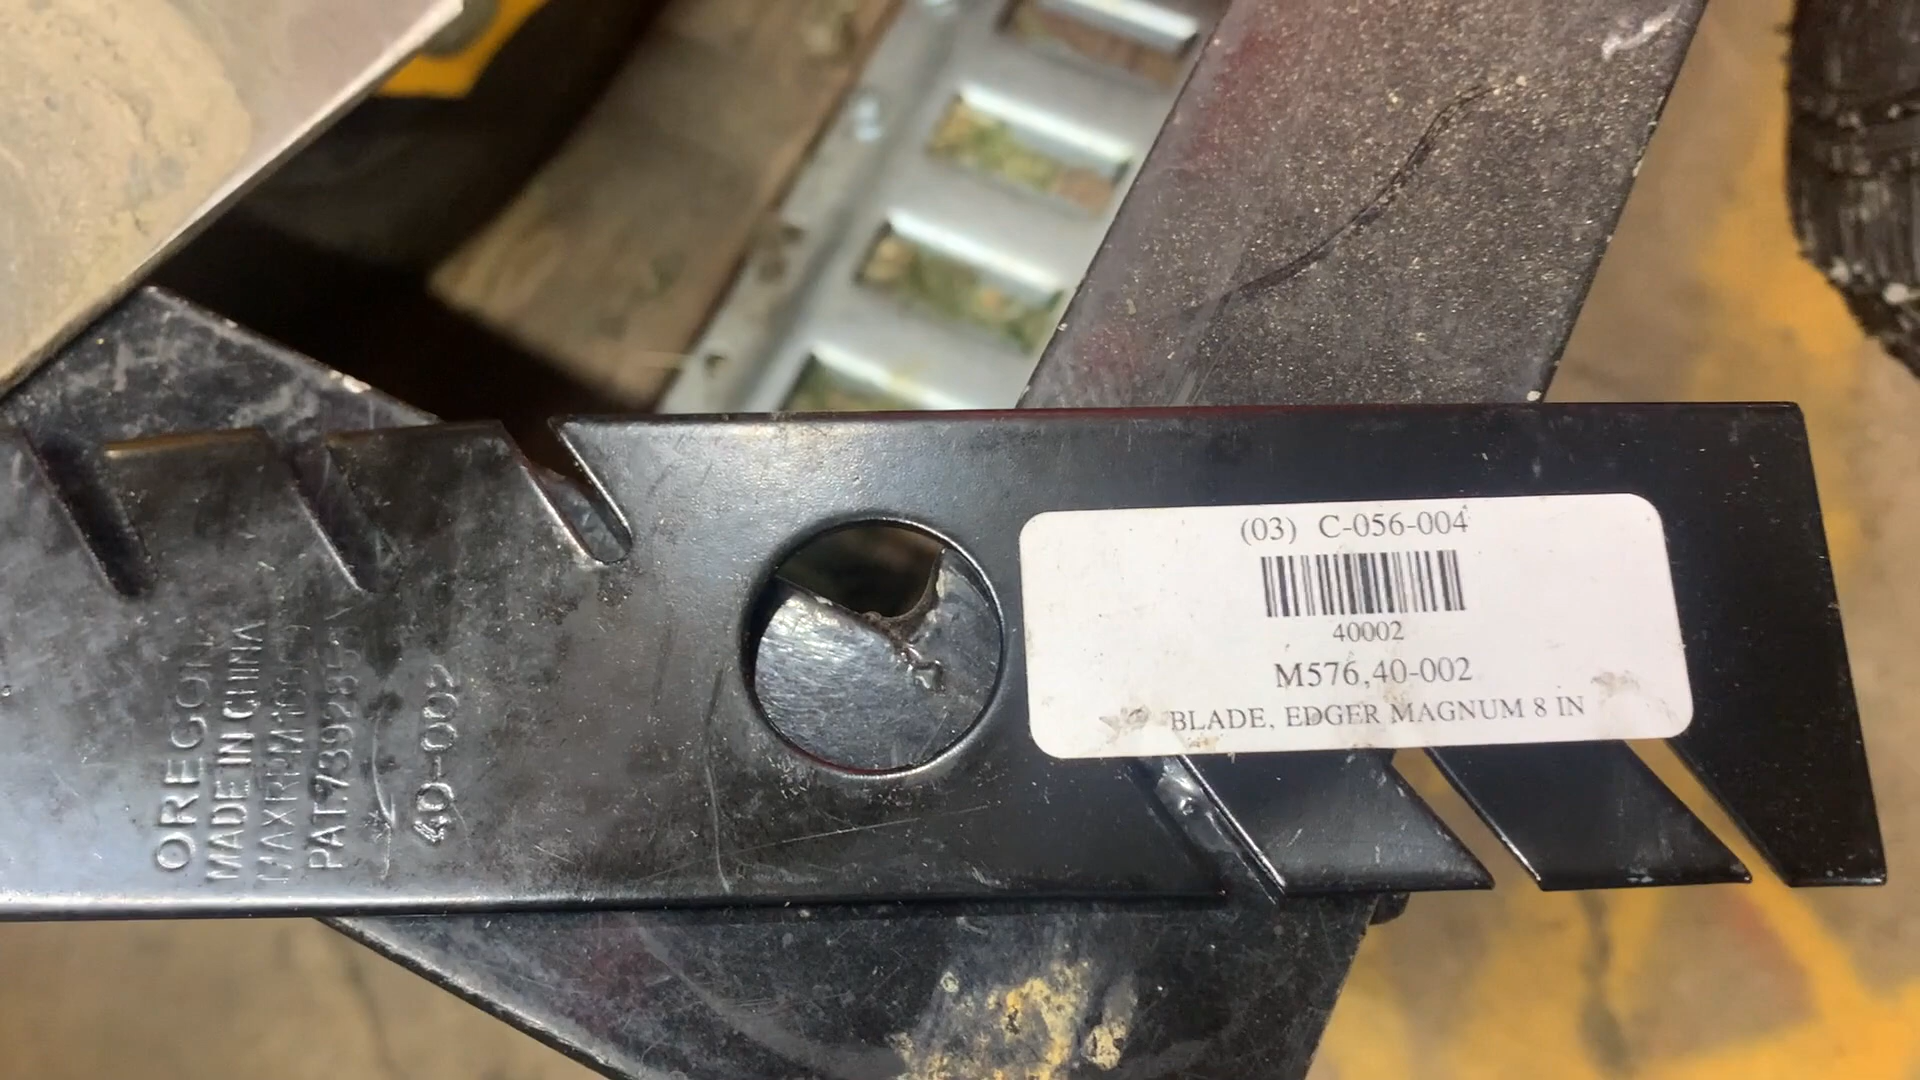 (03) C-056-004
40002
M576,40-002
BLADE, EDGER MAGNUM 8 IN
OREGON
MADE IN CHINA
40-002